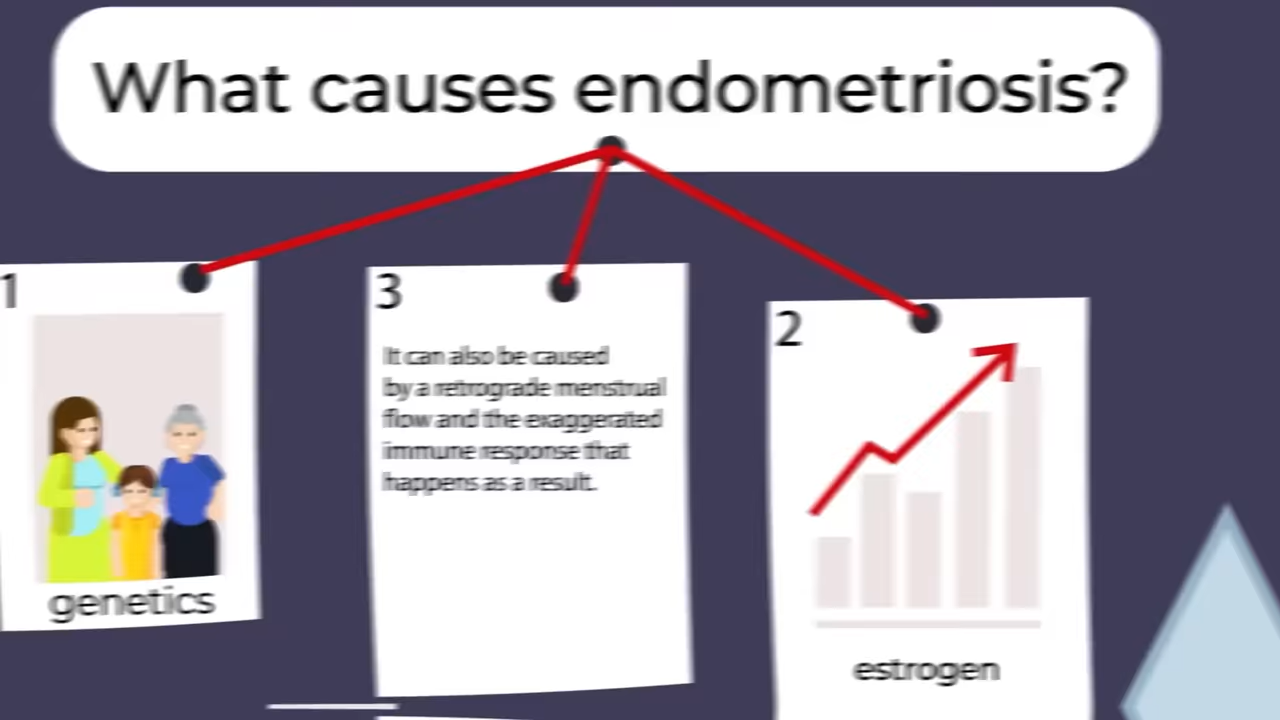 What causes endometriosis?
1
genetics
3
It can also be caused
by a retrograde menstrual
flow and the exaggerated
immune response that
happens as a result.
2
estrogen